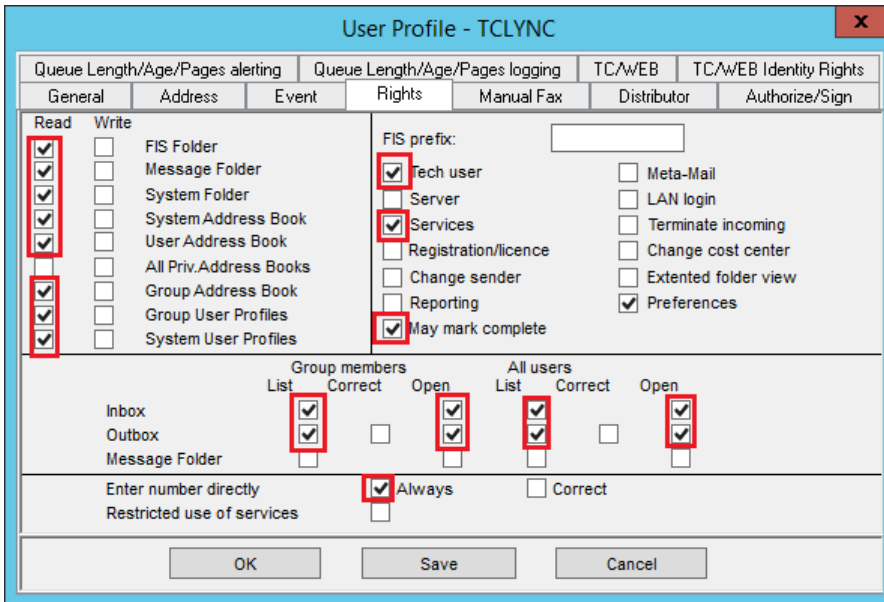 User Profile - TCLYNC
x
Queue Length/Age/Pages alerting Queue Length/Age/Pages logging TC/WEB TC/WEB Identity Rights
General Address Event Rights Manual Fax Distributor Authorize/Sign
Read Write
FIS Folder
Message Folder
System Folder
System Address Book
User Address Book
All Priv.Address Books
Group Address Book
Group User Profiles
System User Profiles
FIS prefix:
Tech user
Server
Services
Registration/licence
Change sender
Reporting
May mark complete
Meta-Mail
LAN login
Terminate incoming
Change cost center
Extented folder view
Preferences
Group members All users
List Correct Open List Correct Open
Inbox
Outbox
Message Folder
Enter number directly Always Correct
Restricted use of services
OK Save Cancel